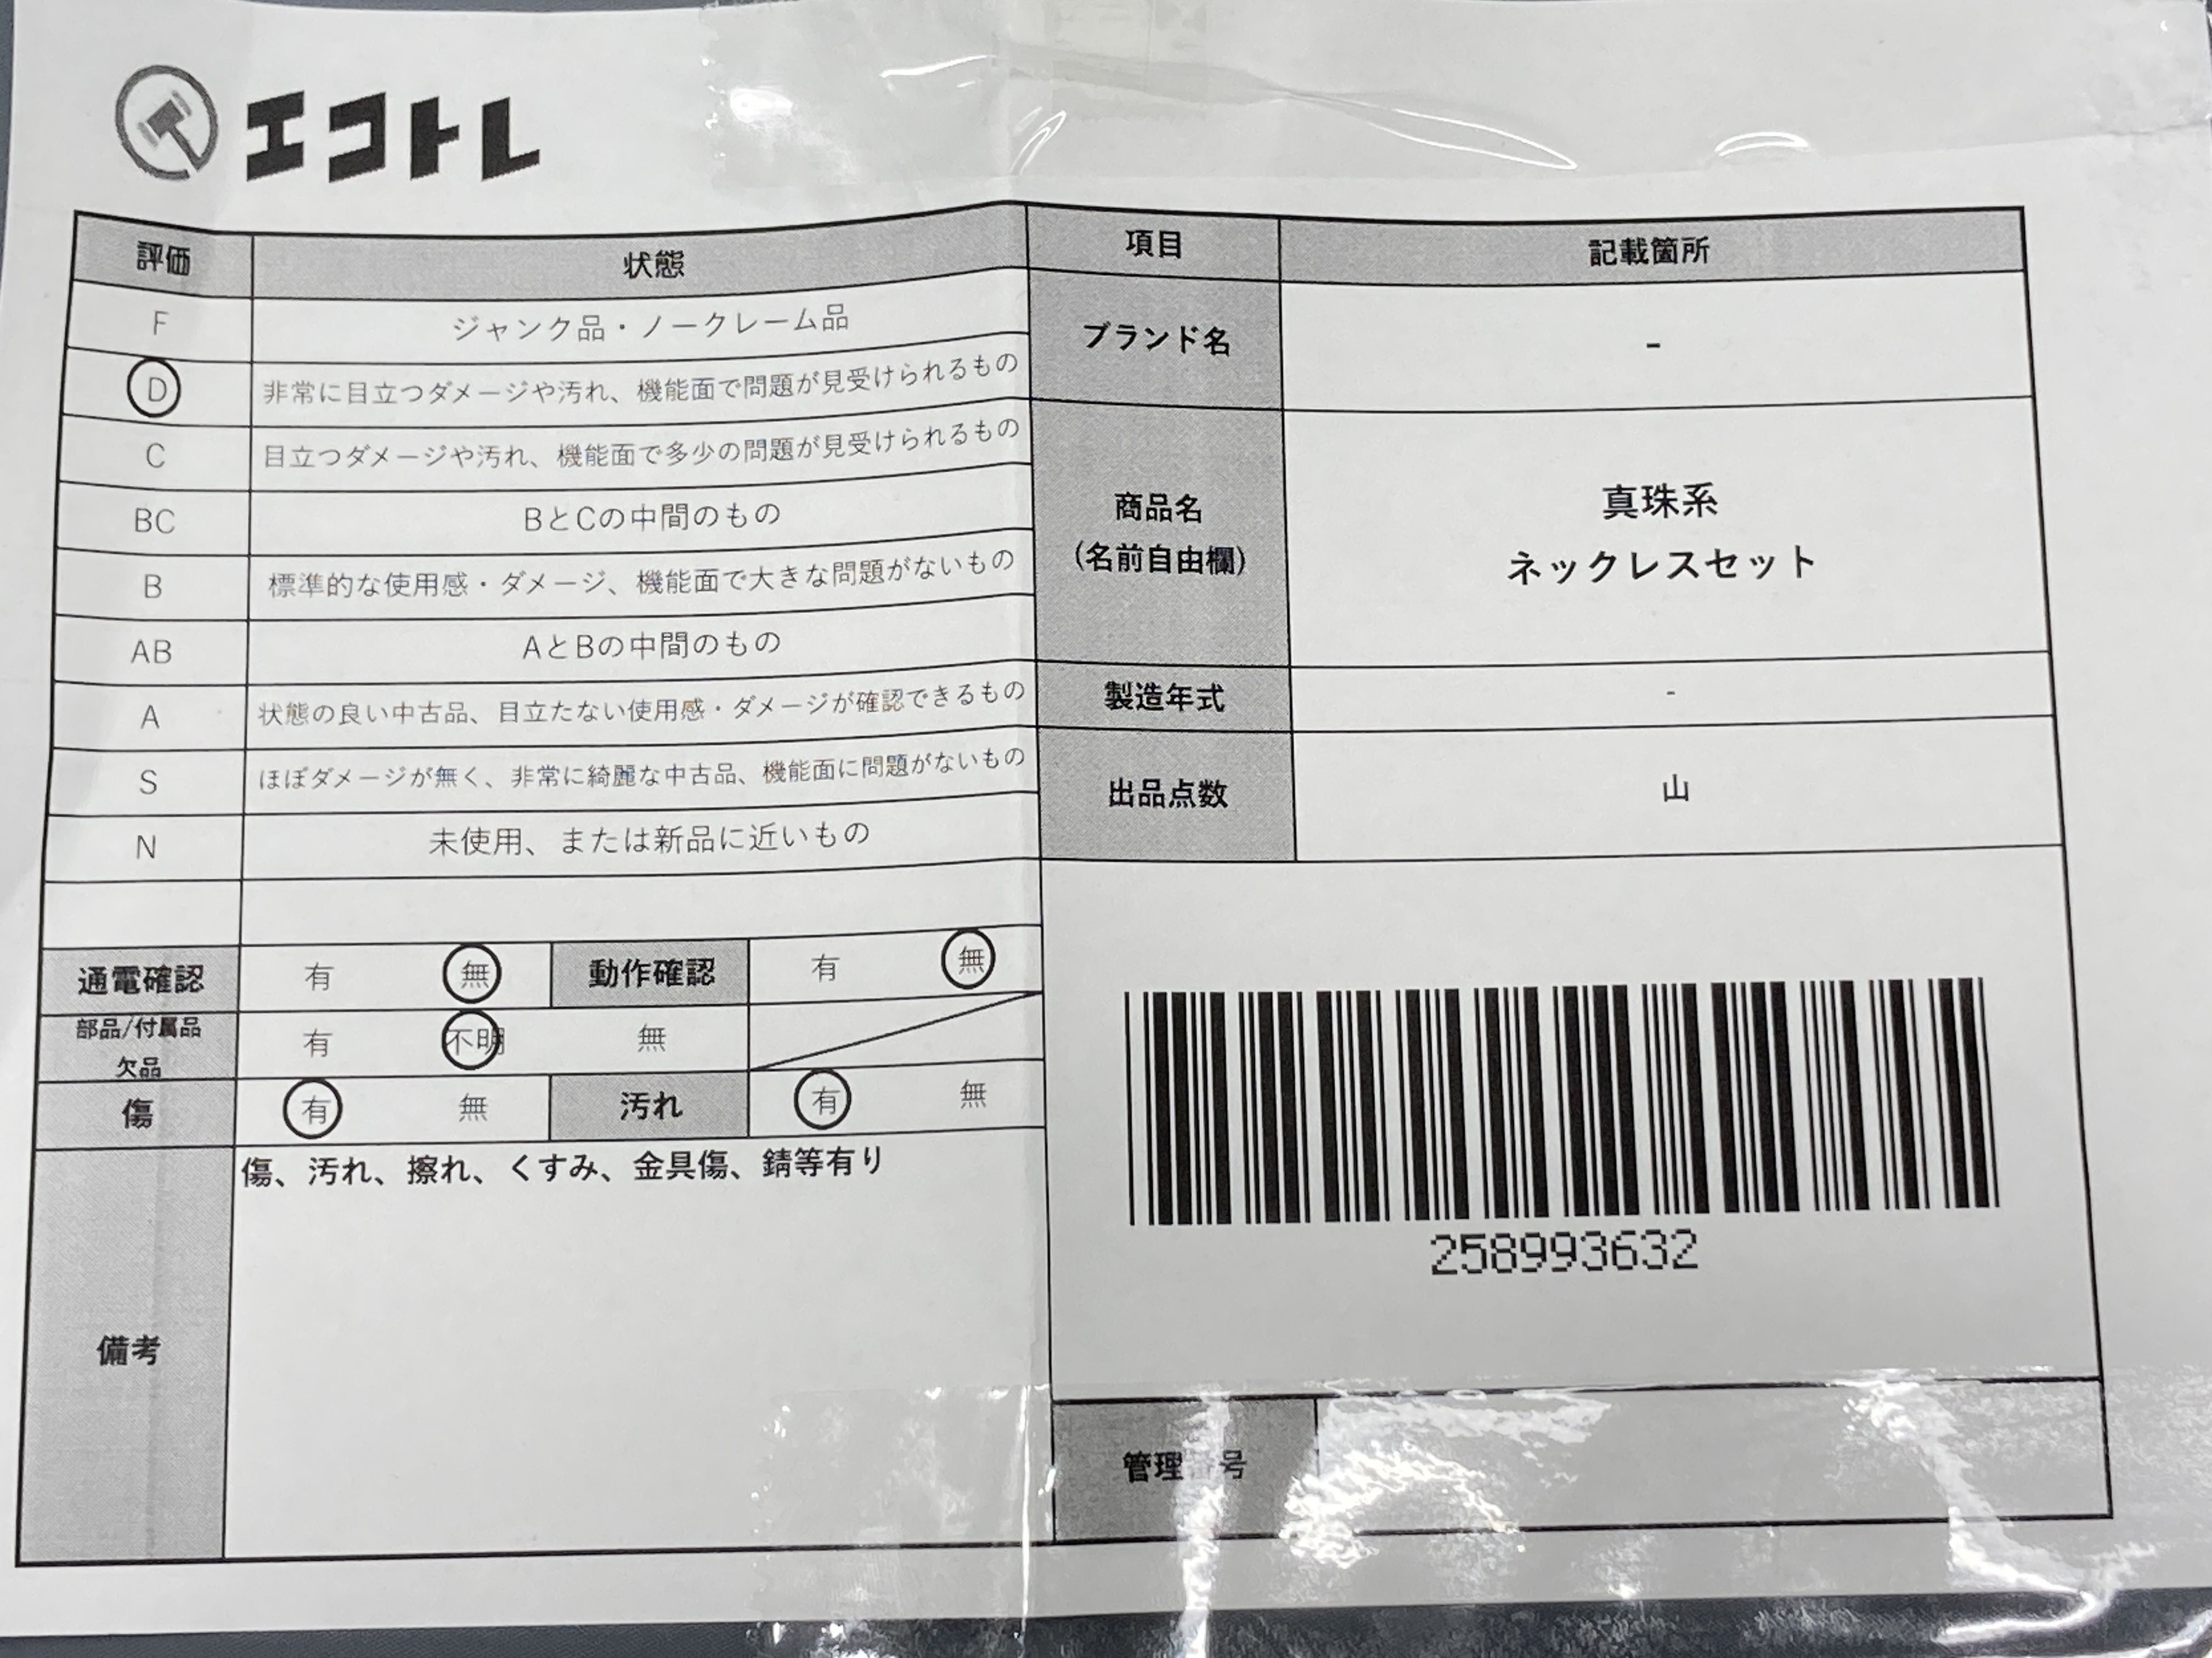 エコトレ
評価 状態
F ジャンク品・ノークレーム品
D 非常に目立つダメージや汚れ、機能面で問題が見受けられるもの
C 目立つダメージや汚れ、機能面で多少の問題が見受けられるもの
BC BとCの中間のもの
B 標準的な使用感・ダメージ、機能面で大きな問題がないもの
AB AとBの中間のもの
A 状態の良い中古品、目立たない使用感・ダメージが確認できるもの
S ほぼダメージが無く、非常に綺麗な中古品、機能面に問題がないもの
N 未使用、または新品に近いもの
通電確認 有 無 動作確認 有 無
部品/付属品
欠品 有 不明 無
傷 有 無 汚れ 有 無
備考 傷、汚れ、擦れ、くすみ、金具傷、錆等有り
項目 記載箇所
ブランド名 -
商品名
(名前自由欄)
真珠系
ネックレスセット
製造年式 -
出品点数 山
258993632
管理 号